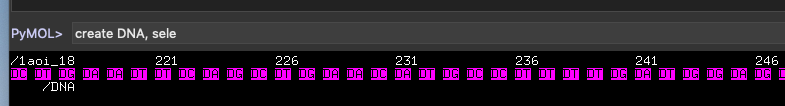 PyMOL> create DNA, sele
/1aoi_18 221 226 231 236 241 246
DC DT DG DA DA DT DT DC DA DG DC DT DG DA DA DC DA DT DG DC DC DT DT DT DT DG DA DT DG DG DA DG
/DNA